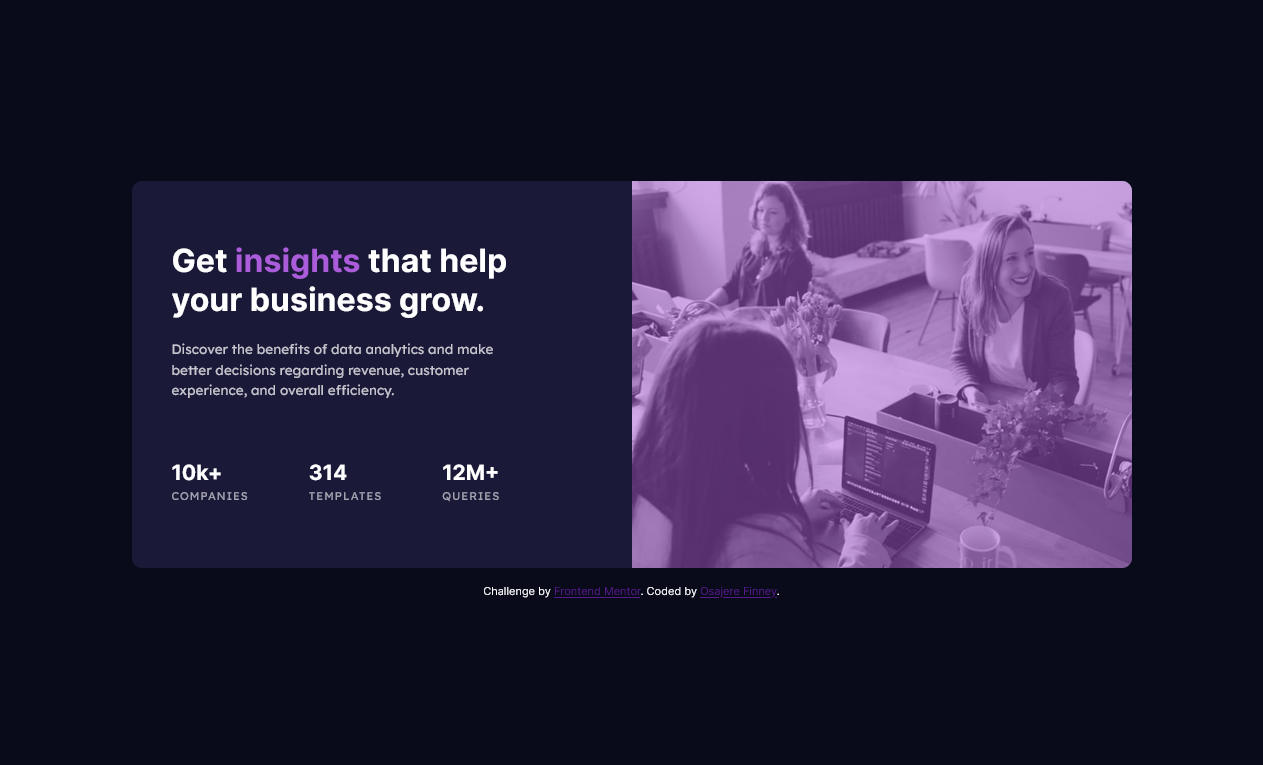 Get insights that help
your business grow.
Discover the benefits of data analytics and make
better decisions regarding revenue, customer
experience, and overall efficiency.
10k+ 314 12M+
COMPANIES TEMPLATES QUERIES
Challenge by Frontend Mentor. Coded by Osajere Finney.